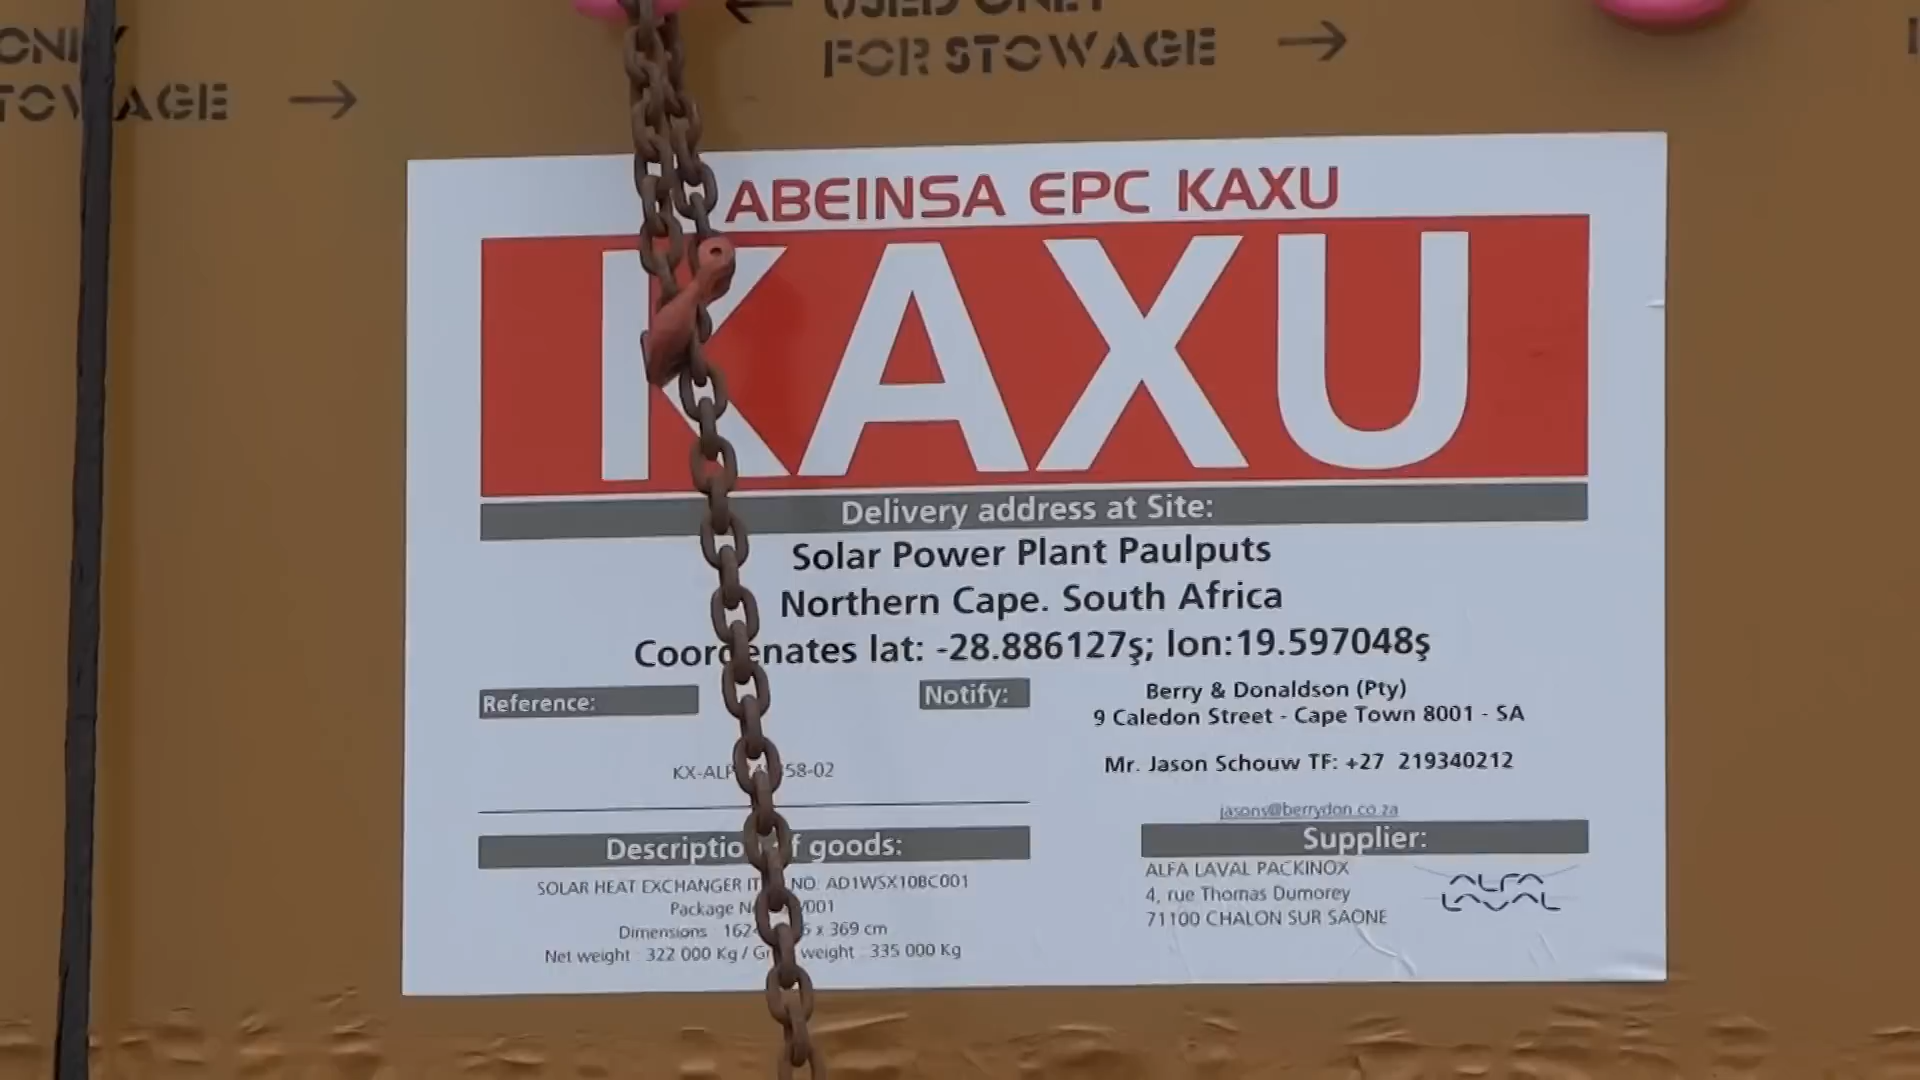 USED ONLY
ONLY
FOR STOWAGE
ABEINSA EPC KAXU
KAXU
Delivery address at Site:
Solar Power Plant Paulputs
Northern Cape. South Africa
lat: -28.886127ş; lon:19.597048ş
Reference:
Notify:
Berry & Donaldson (Pty)
9 Caledon Street - Cape Town 8001 - SA
Mr. Jason Schouw TF: +27 219340212
jasons@berrydon.co.za
Description of goods:
SOLAR HEAT EXCHANGER NO: AD1WSX10BC001
Package
Dimensions : x 369 cm
Net weight : 322 000 Kg / weight : 335 000 Kg
Supplier:
ALFA LAVAL PACKINOX
4, rue Thomas Dumorey
71100 CHALON SUR SAONE
ALFA
LAVAL